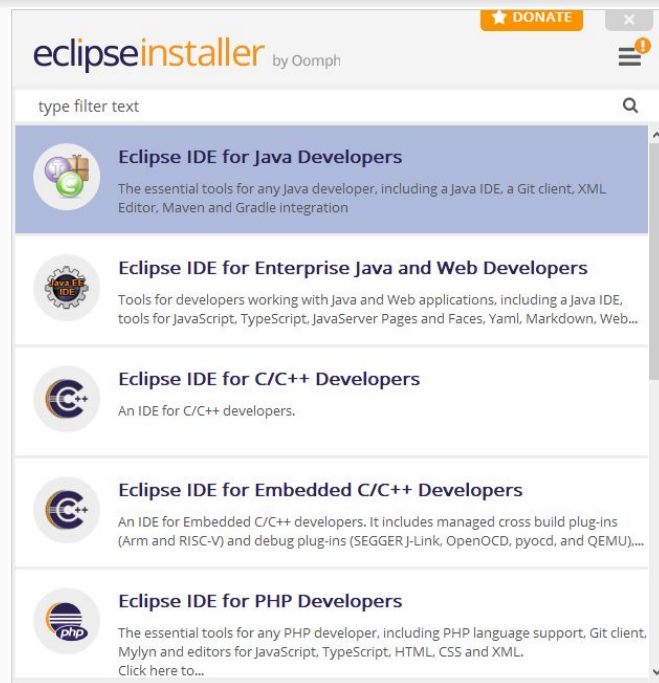 DONATE
eclipseinstaller by Oomph
type filter text
Eclipse IDE for Java Developers
The essential tools for any Java developer, including a Java IDE, a Git client, XML
Editor, Maven and Gradle integration
Java EE
IDE
Eclipse IDE for Enterprise Java and Web Developers
Tools for developers working with Java and Web applications, including a Java IDE,
tools for JavaScript, TypeScript, JavaServer Pages and Faces, Yaml, Markdown, Web...
C++
Eclipse IDE for C/C++ Developers
An IDE for C/C++ developers.
C++
Eclipse IDE for Embedded C/C++ Developers
An IDE for Embedded C/C++ developers. It includes managed cross build plug-ins
(Arm and RISC-V) and debug plug-ins (SEGGER J-Link, OpenOCD, pyocd, and QEMU),...
php
Eclipse IDE for PHP Developers
The essential tools for any PHP developer, including PHP language support, Git client,
Mylyn and editors for JavaScript, TypeScript, HTML, CSS and XML.
Click here to...